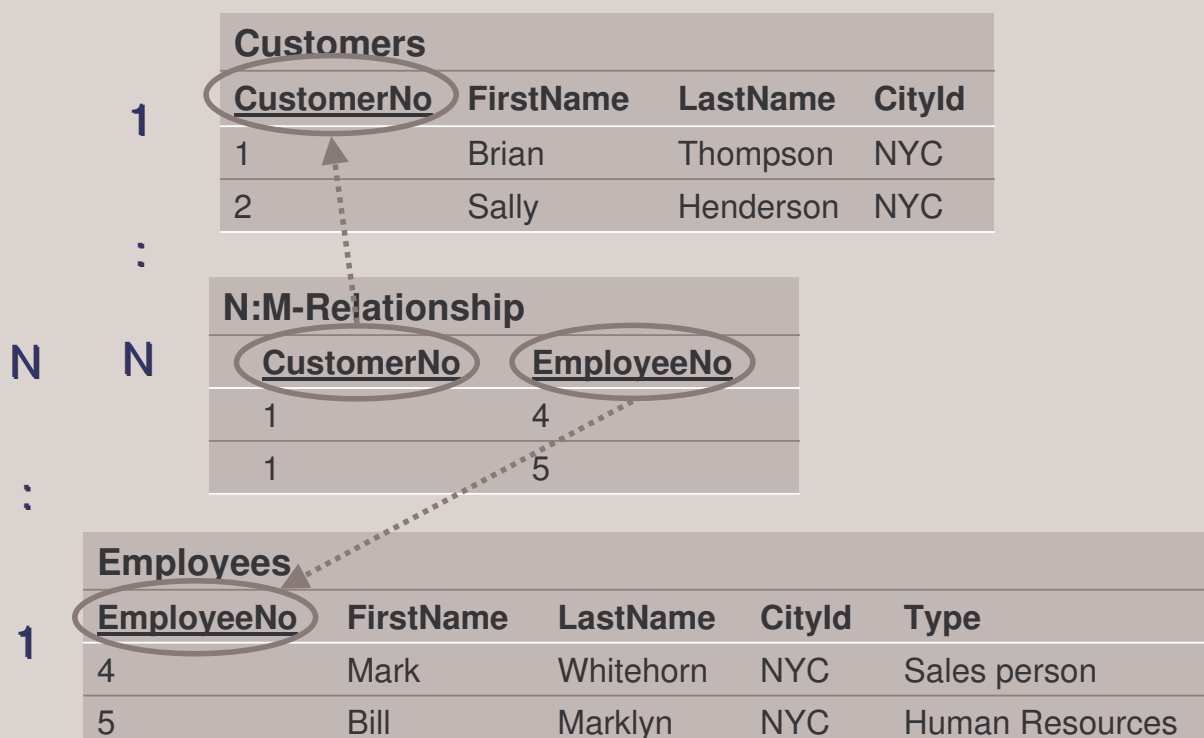 Customers
1 CustomerNo FirstName LastName CityId
1 Brian Thompson NYC
2 Sally Henderson NYC
:
N:M-Relationship
N N CustomerNo EmployeeNo
1 4
1 5
:
Employees
1 EmployeeNo FirstName LastName CityId Type
4 Mark Whitehorn NYC Sales person
5 Bill Marklyn NYC Human Resources